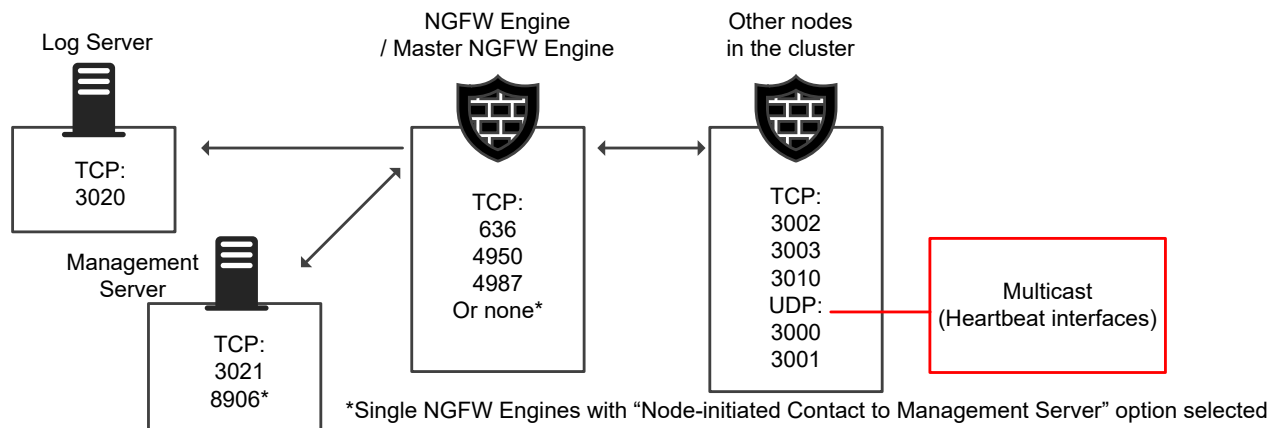 Log Server
TCP:
3020
Management
Server
TCP:
3021
8906*
NGFW Engine
/ Master NGFW Engine
TCP:
636
4950
4987
Or none*
Other nodes
in the cluster
TCP:
3002
3003
3010
UDP:
3000
3001
Multicast
(Heartbeat interfaces)
*Single NGFW Engines with “Node-initiated Contact to Management Server” option selected